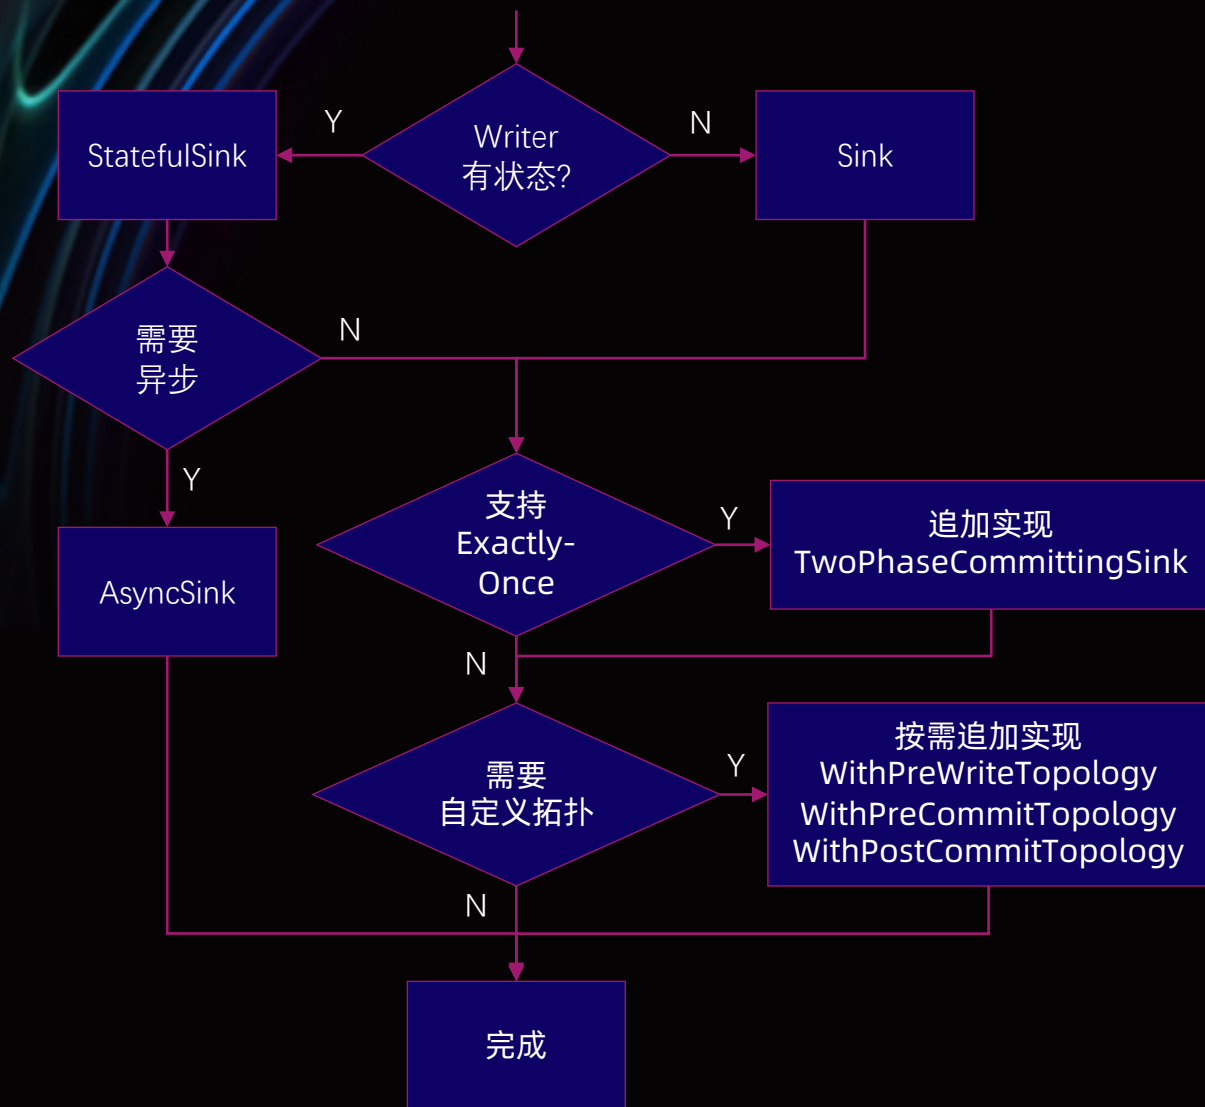 Writer
有状态?
Y
N
StatefulSink
Sink
需要
异步
N
Y
AsyncSink
支持
Exactly-
Once
Y
追加实现
TwoPhaseCommittingSink
N
需要
自定义拓扑
Y
按需追加实现
WithPreWriteTopology
WithPreCommitTopology
WithPostCommitTopology
N
完成